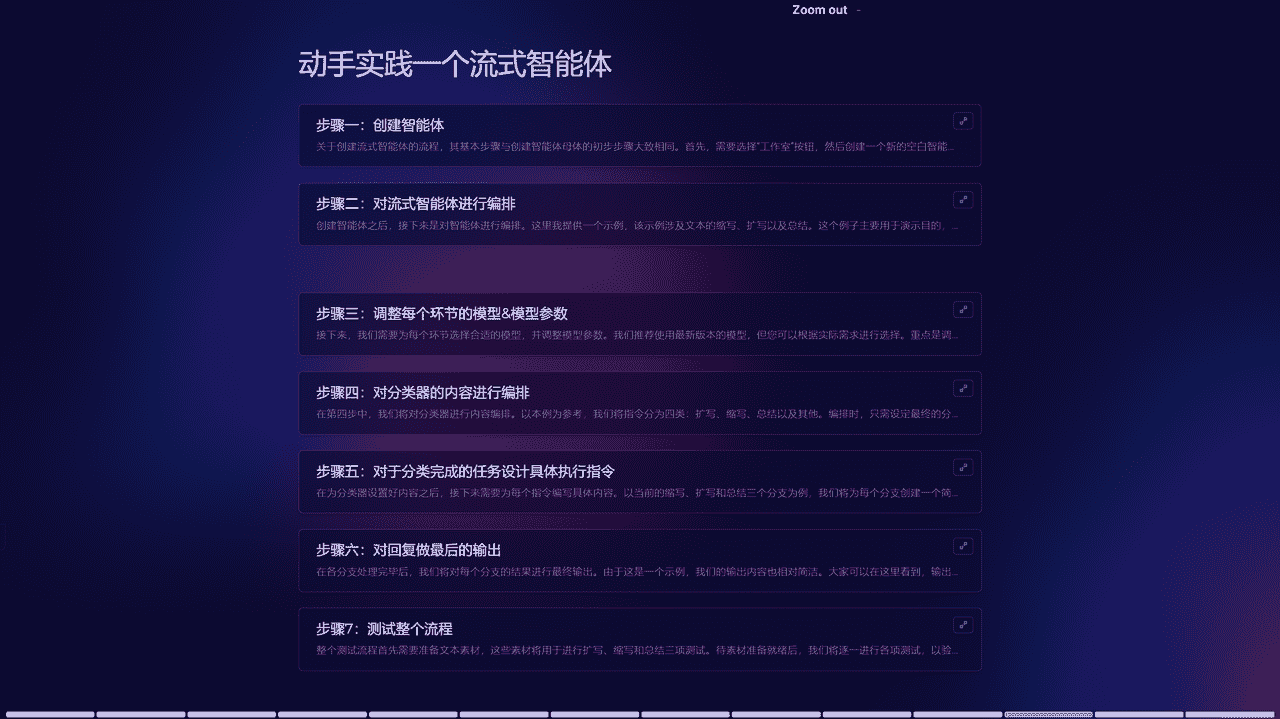 Zoom out -
动手实践一个流式智能体
步骤一：创建智能体
关于创建流式智能体的流程，其基本步骤与创建智能体母体的初步步骤大致相同。首先，需要选择"工作室"按钮，然后创建一个新的空白智能...
步骤二：对流式智能体进行编排
创建智能体之后，接下来是对智能体进行编排。这里我提供一个示例，该示例涉及文本的缩写、扩写以及总结。这个例子主要用于演示目的，...
步骤三：调整每个环节的模型&模型参数
接下来，我们需要为每个环节选择合适的模型，并调整模型参数。我们推荐使用最新版本的模型，但您可以根据实际需求进行选择。重点是调...
步骤四：对分类器的内容进行编排
在第四步中，我们将对分类器进行内容编排。以本例为参考，我们将指令分为四类：扩写、缩写、总结以及其他。编排时，只需设定最终的分...
步骤五：对于分类完成的任务设计具体执行指令
在为分类器设置好内容之后，接下来需要为每个指令编写具体内容。以当前的缩写、扩写和总结三个分支为例，我们将为每个分支创建一个简...
步骤六：对回复做最后的输出
在各分支处理完毕后，我们将对每个分支的结果进行最终输出。由于这是一个示例，我们的输出内容也相对简洁。大家可以在这里看到，输出...
步骤7：测试整个流程
整个测试流程首先需要准备文本素材，这些素材将用于进行扩写、缩写和总结三项测试。待素材准备就绪后，我们将逐一进行各项测试，以验...